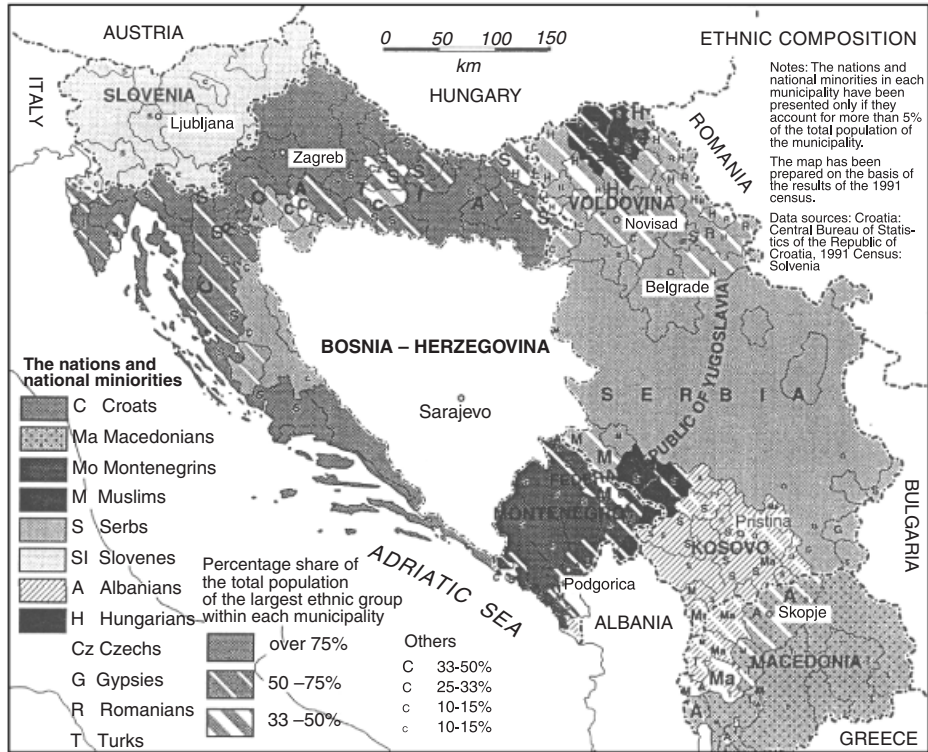 AUSTRIA
ITALY
SLOVENIA
Ljubljana
0 50 100 150
km
HUNGARY
ETHNIC COMPOSITION
Notes: The nations and
national minorities in each
municipality have been
presented only if they
account for more than 5%
of the total population of
the municipality.
The map has been
prepared on the basis of
the results of the 1991
census.
Data sources: Croatia:
Central Bureau of Statis-
tics of the Republic of
Croatia, 1991 Census:
Solvenia
ROMANIA
Zagreb
CROATIA
VOLDOVINA
Novisad
Belgrade
BOSNIA – HERZEGOVINA
Sarajevo
SERBIA
FEDER
PUBLIC OF YUGOSLAVIA
MONTENEGRO
Podgorica
Pristina
KOSOVO
Skopje
MACEDONIA
ALBANIA
BULGARIA
GREECE
ADRIATIC SEA
The nations and
national miniorities
C Croats
Ma Macedonians
Mo Montenegrins
M Muslims
S Serbs
SI Slovenes
A Albanians
H Hungarians
Cz Czechs
G Gypsies
R Romanians
T Turks
Percentage share of
the total population
of the largest ethnic group
within each municipality
over 75%
50 –75%
33 –50%
Others
C 33-50%
C 25-33%
C 10-15%
c 10-15%